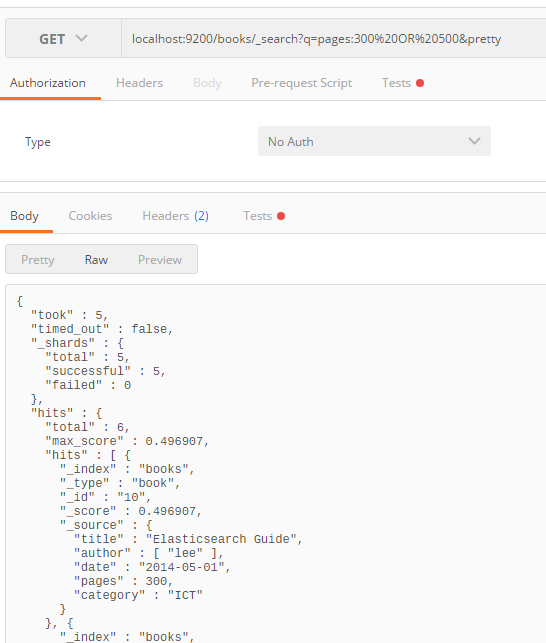 GET localhost:9200/books/_search?q=pages:300%20OR%20500&pretty
Authorization Headers Body Pre-request Script Tests
Type No Auth
Body Cookies Headers (2) Tests
Pretty Raw Preview
{
  "took" : 5,
  "timed_out" : false,
  "_shards" : {
    "total" : 5,
    "successful" : 5,
    "failed" : 0
  },
  "hits" : {
    "total" : 6,
    "max_score" : 0.496907,
    "hits" : [ {
      "_index" : "books",
      "_type" : "book",
      "_id" : "10",
      "_score" : 0.496907,
      "_source" : {
        "title" : "Elasticsearch Guide",
        "author" : [ "lee" ],
        "date" : "2014-05-01",
        "pages" : 300,
        "category" : "ICT"
      }
    }, {
      "_index" : "books",